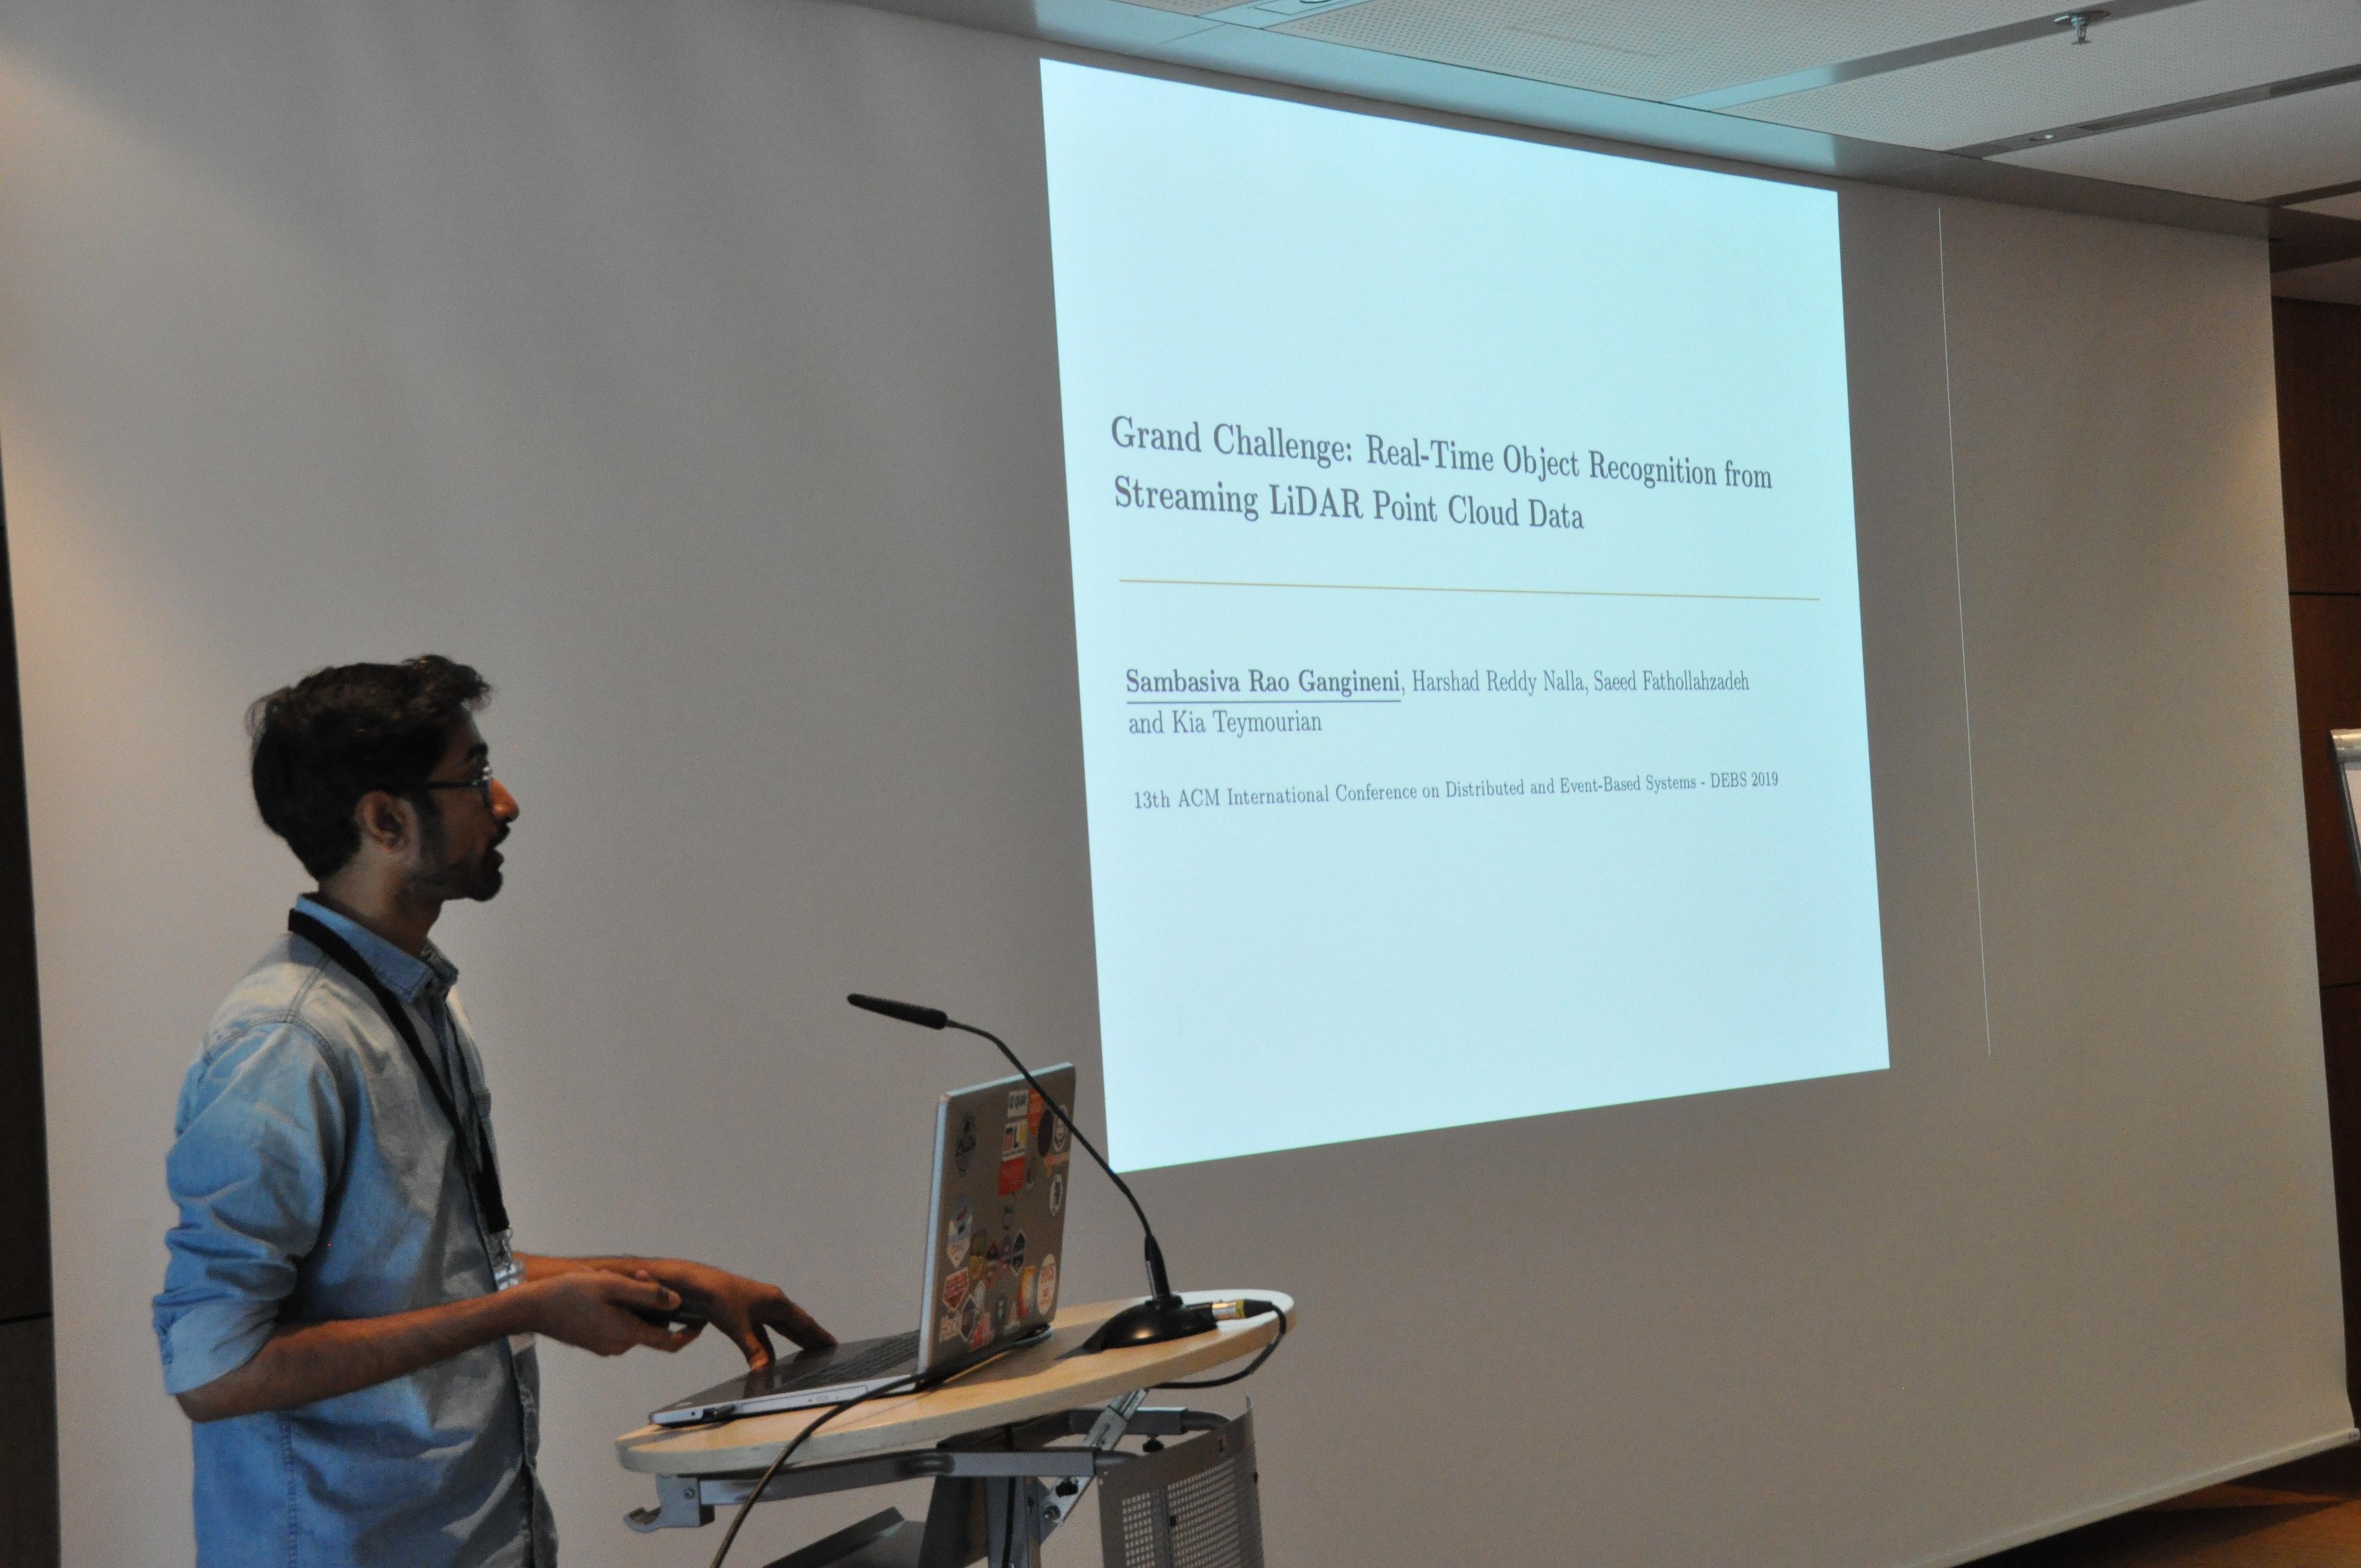 Grand Challenge: Real-Time Object Recognition from
Streaming LiDAR Point Cloud Data
Sambasiva Rao Gangineni, Harshad Reddy Nalla, Saeed Fathollahzadeh
and Kia Teymourian
13th ACM International Conference on Distributed and Event-Based Systems - DEBS 2019